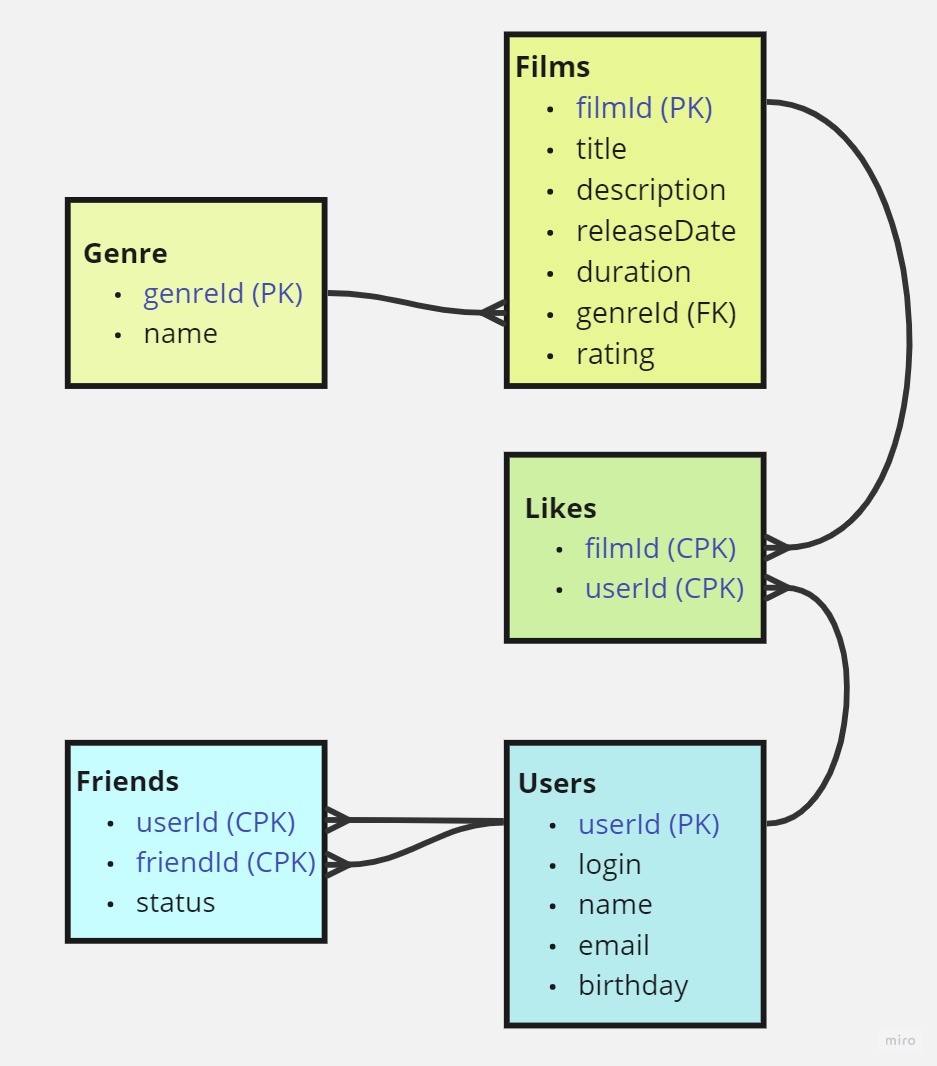 Films
• filmId (PK)
• title
• description
• releaseDate
• duration
• genreId (FK)
• rating
Genre
• genreId (PK)
• name
Likes
• filmId (CPK)
• userId (CPK)
Friends
• userId (CPK)
• friendId (CPK)
• status
Users
• userId (PK)
• login
• name
• email
• birthday
miro